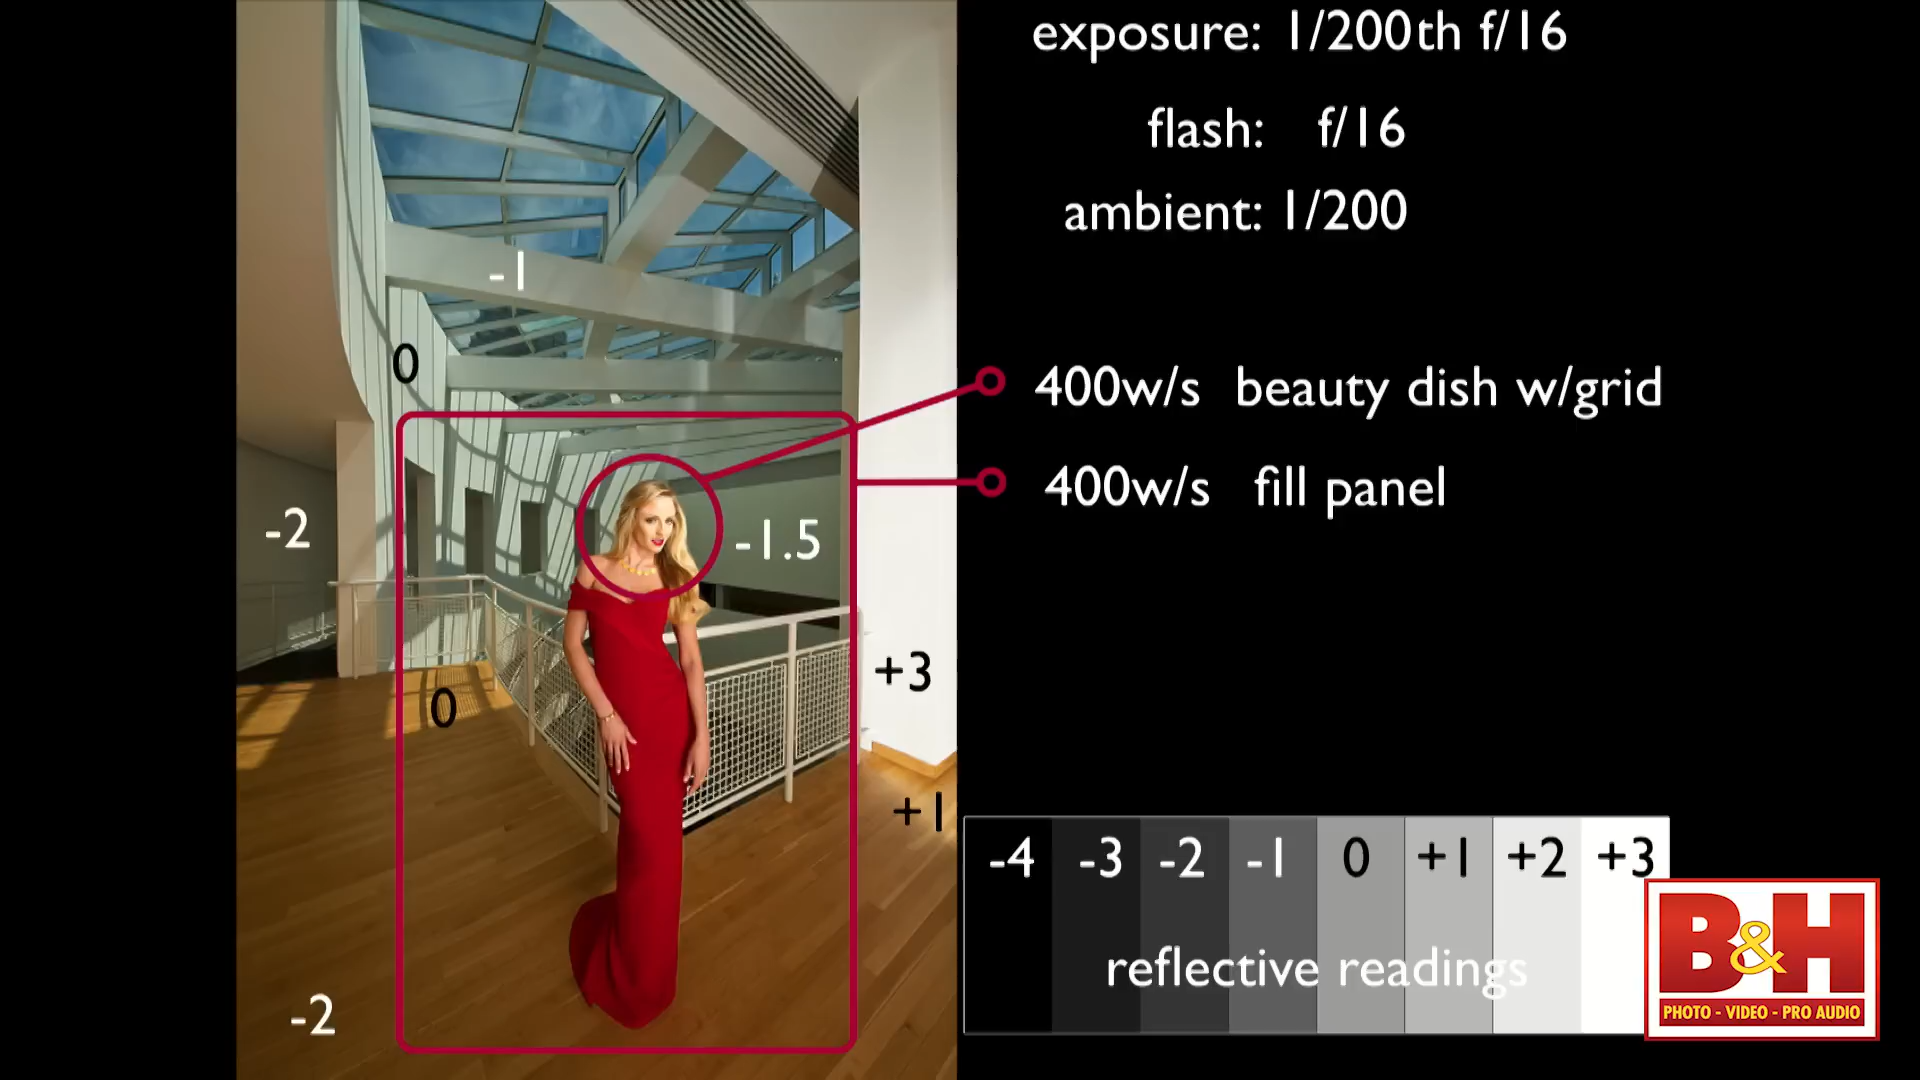 exposure: 1/200th f/16
flash: f/16
ambient: 1/200
-1
0
400w/s beauty dish w/grid
400w/s fill panel
-2
-1.5
+3
0
+1
-4 -3 -2 -1 0 +1 +2 +3
reflective readings
-2
B&H
PHOTO - VIDEO - PRO AUDIO